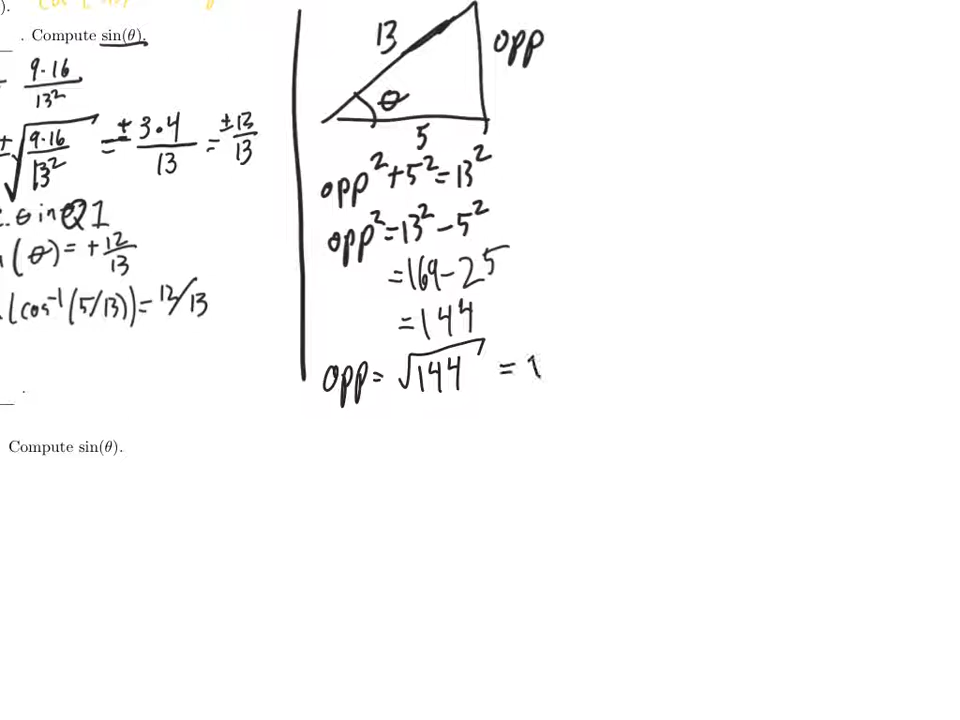 ).
. Compute sin(θ).
9·16
13²
± √9·16/13² = ± 3·4/13 = ±12/13
θ in Q1
(θ) = +12/13
(cos⁻¹(5/13)) = 12/13
.
Compute sin(θ).
13
opp
θ
5
opp²+5²=13²
opp²=13²-5²
=169-25
=144
opp= √144 = 1